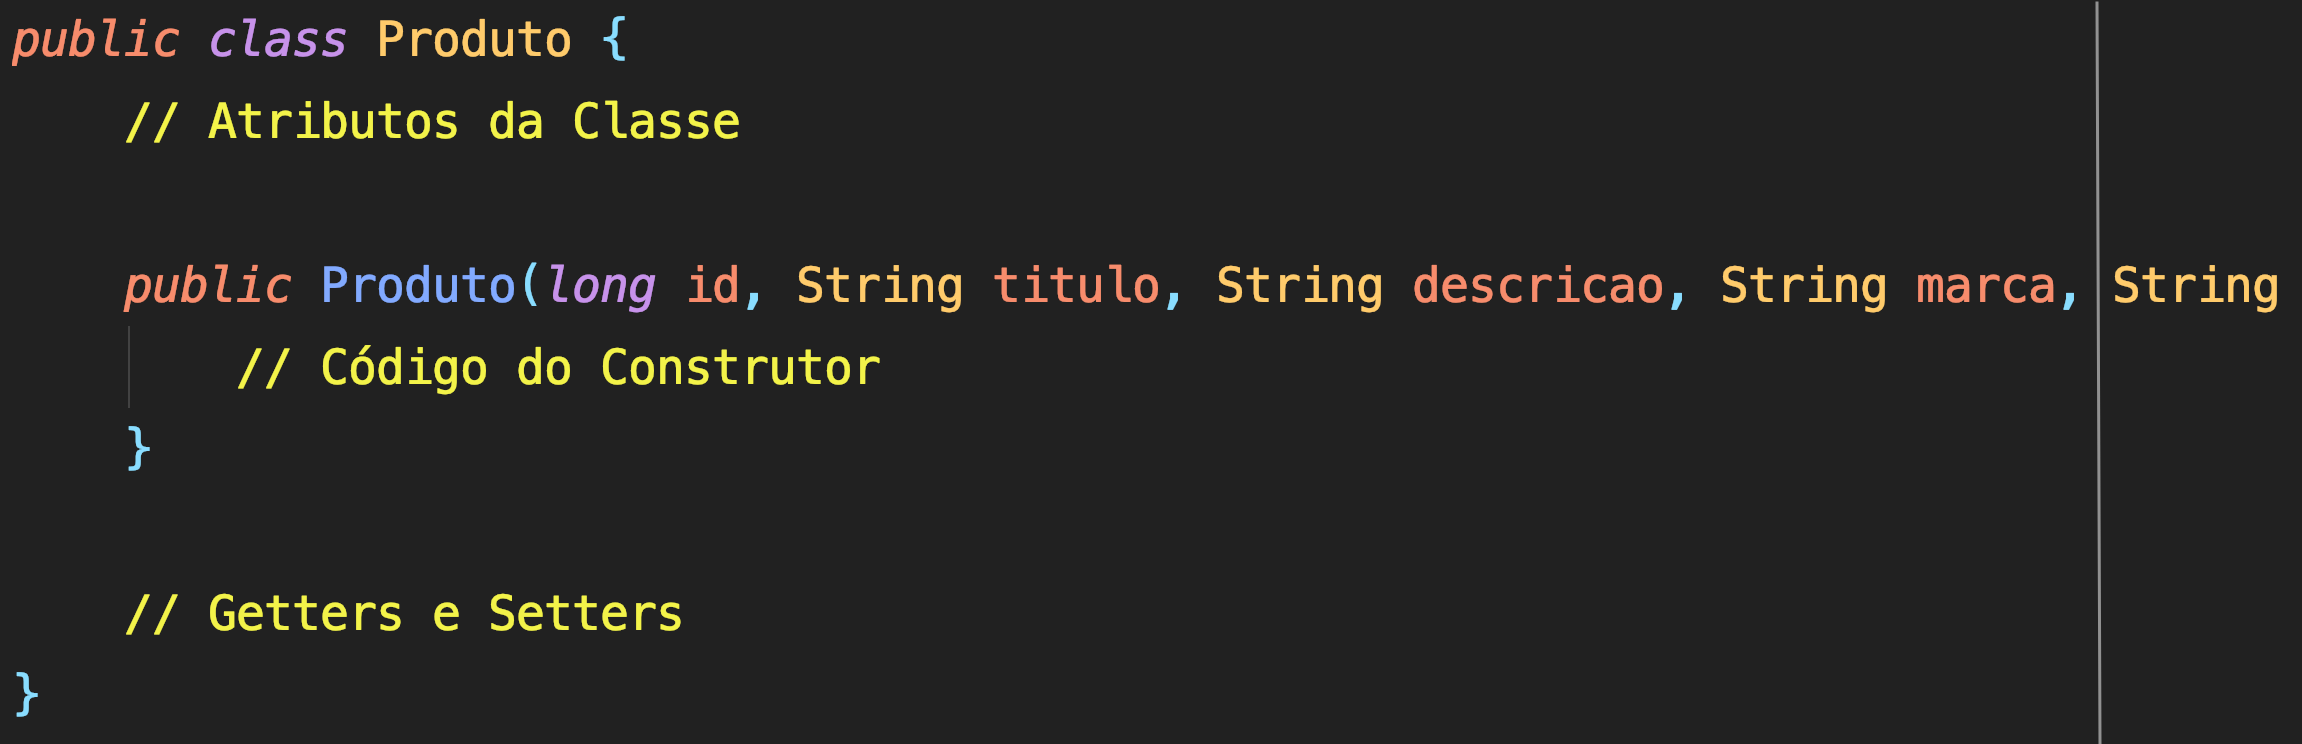 public class Produto {
// Atributos da Classe
public Produto(long id, String titulo, String descricao, String marca, String
// Código do Construtor
}
// Getters e Setters
}